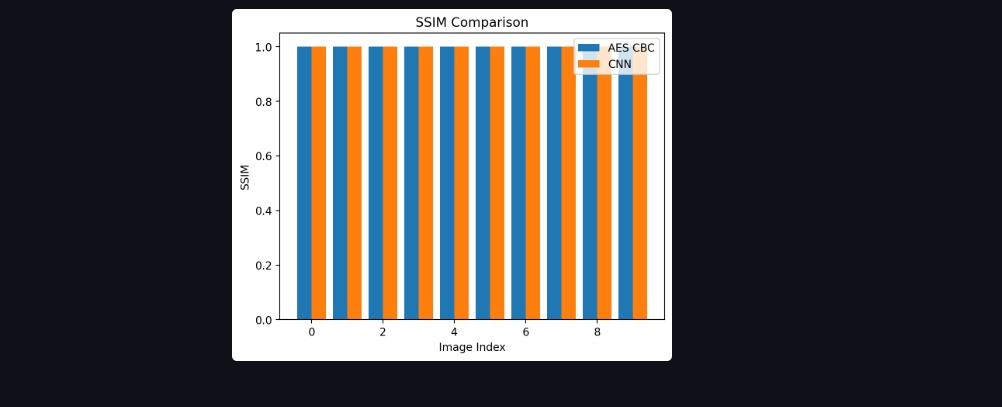 SSIM Comparison
1.0
0.8
0.6
0.4
0.2
0.0
SSIM
AES CBC
CNN
0 2 4 6 8
Image Index